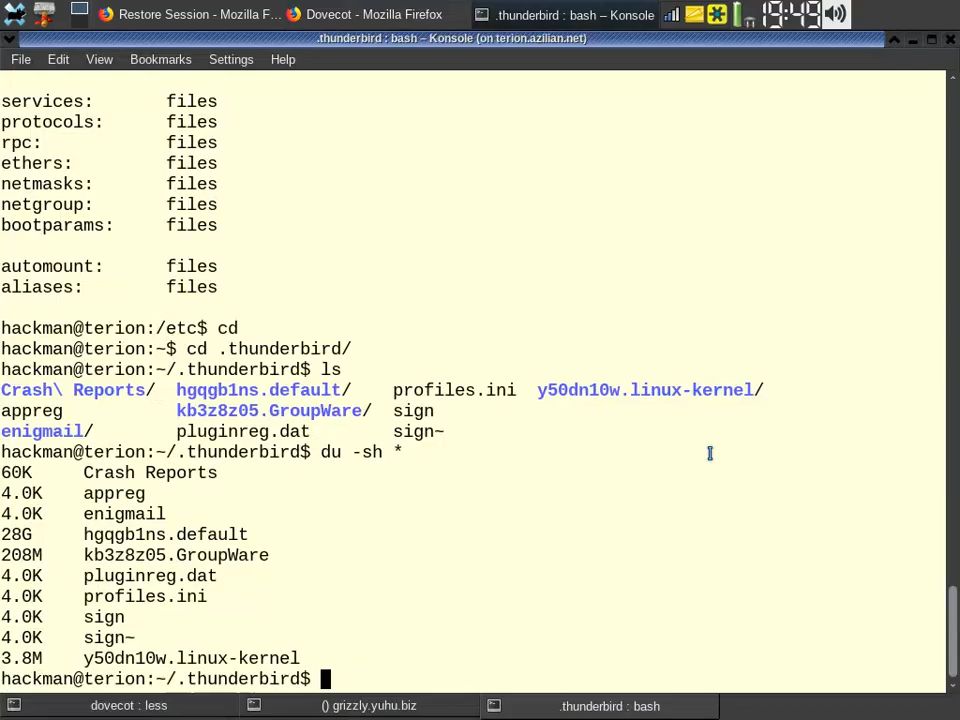 Restore Session - Mozilla F... Dovecot - Mozilla Firefox .thunderbird : bash – Konsole 19:49
.thunderbird : bash – Konsole (on terion.azilian.net)
File Edit View Bookmarks Settings Help
services: files
protocols: files
rpc: files
ethers: files
netmasks: files
netgroup: files
bootparams: files
automount: files
aliases: files
hackman@terion:/etc$ cd
hackman@terion:~$ cd .thunderbird/
hackman@terion:~/.thunderbird$ ls
Crash\ Reports/ hgqgb1ns.default/ profiles.ini y50dn10w.linux-kernel/
appreg kb3z8z05.GroupWare/ sign
enigmail/ pluginreg.dat sign~
hackman@terion:~/.thunderbird$ du -sh *
60K Crash Reports
4.0K appreg
4.0K enigmail
28G hgqgb1ns.default
208M kb3z8z05.GroupWare
4.0K pluginreg.dat
4.0K profiles.ini
4.0K sign
4.0K sign~
3.8M y50dn10w.linux-kernel
hackman@terion:~/.thunderbird$
dovecot : less () grizzly.yuhu.biz .thunderbird : bash